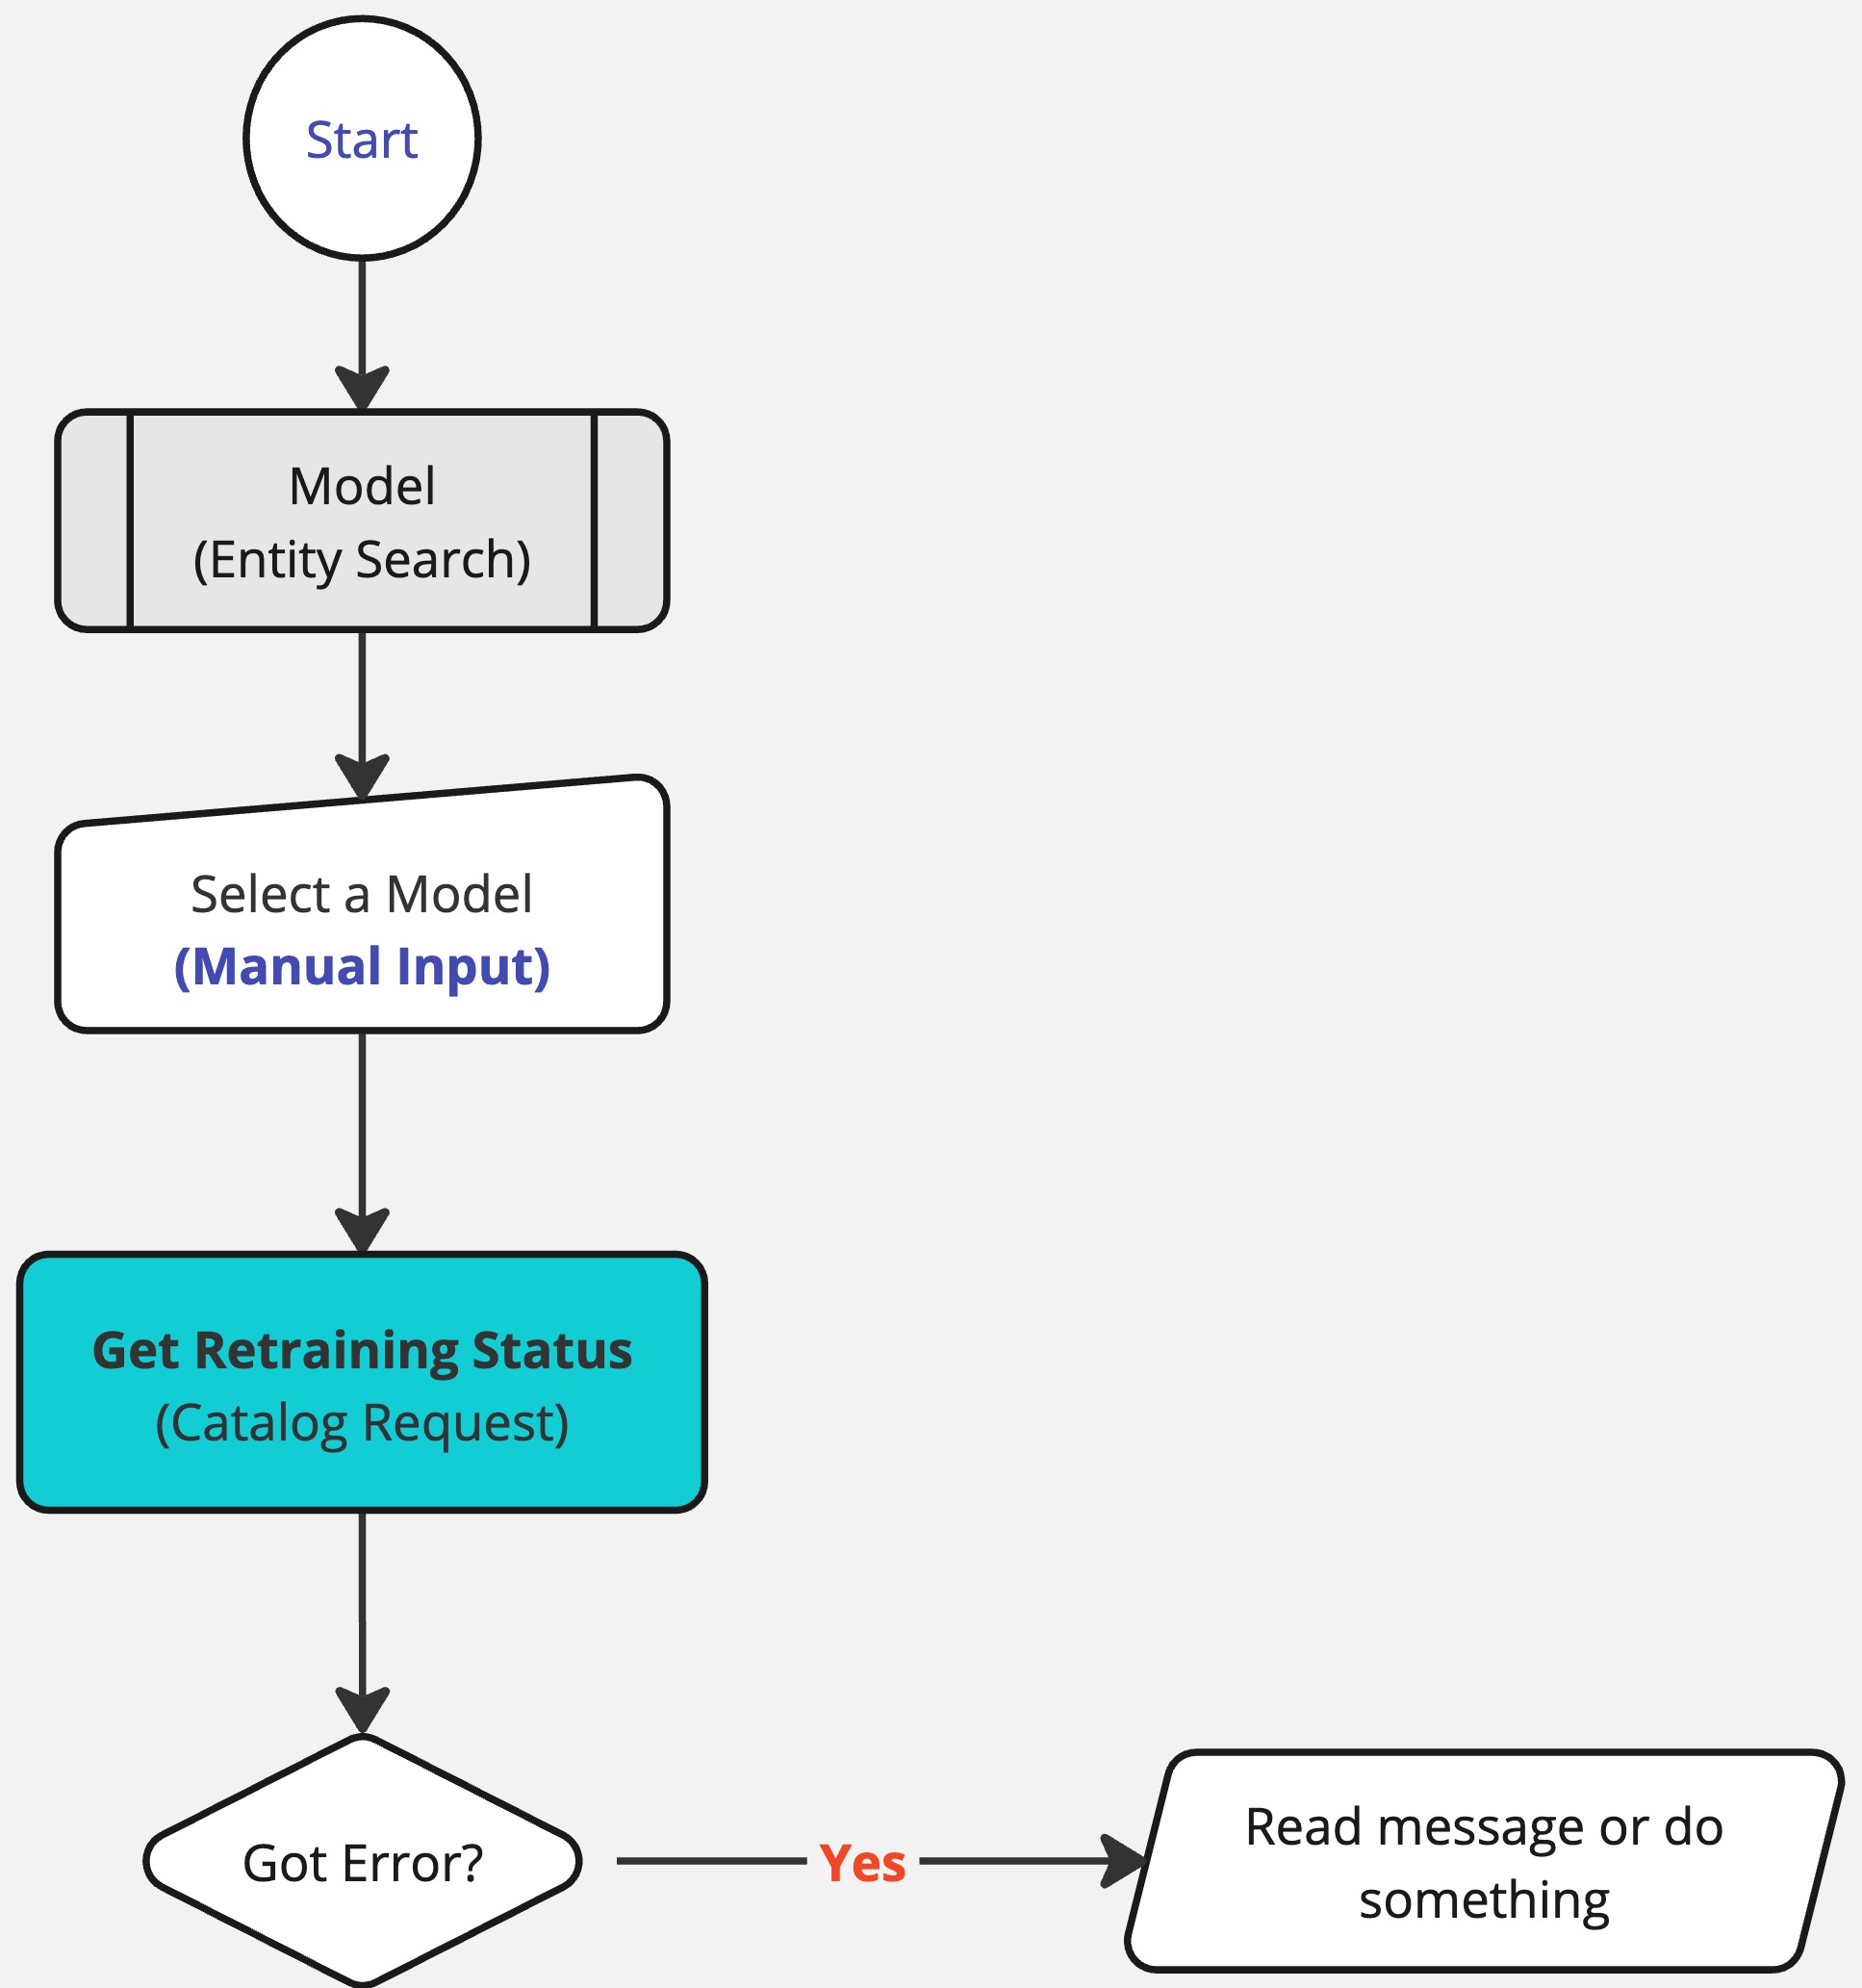 Start
Model
(Entity Search)
Select a Model
(Manual Input)
Get Retraining Status
(Catalog Request)
Got Error?
Yes
Read message or do
something